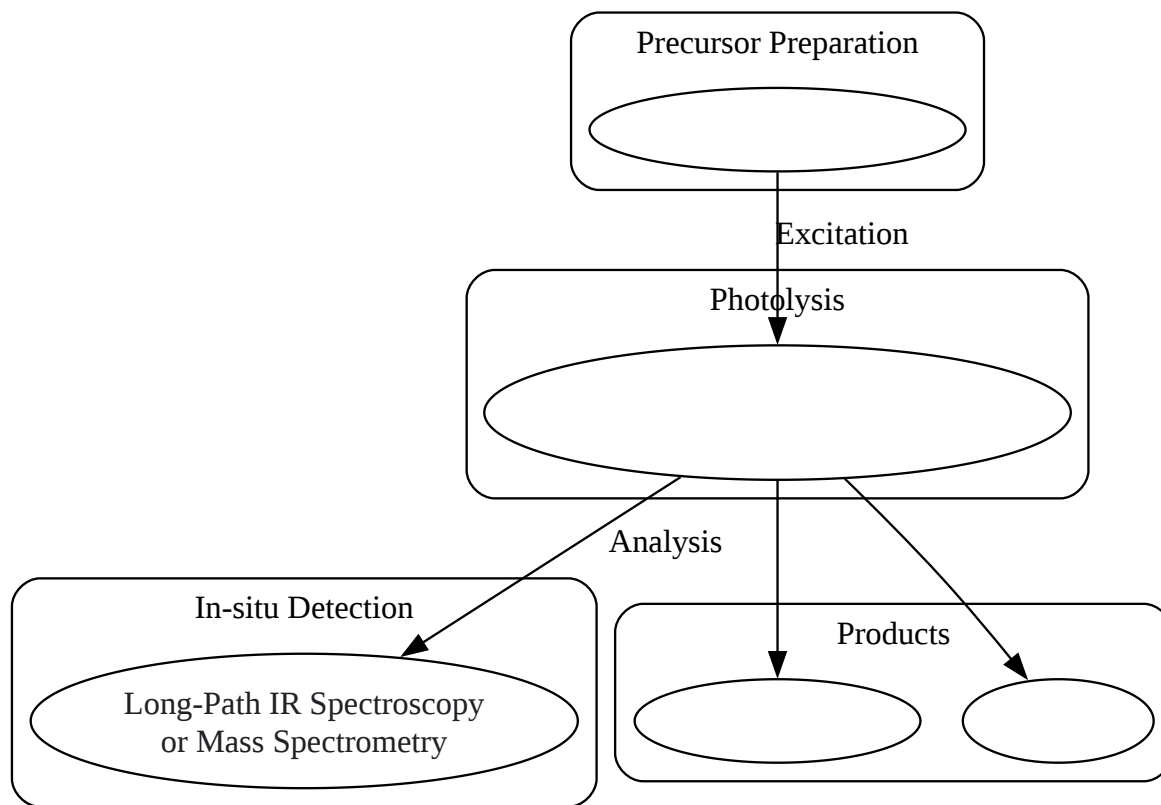 Precursor Preparation
Excitation
Photolysis
Analysis
In-situ Detection
Long-Path IR Spectroscopy
or Mass Spectrometry
Products